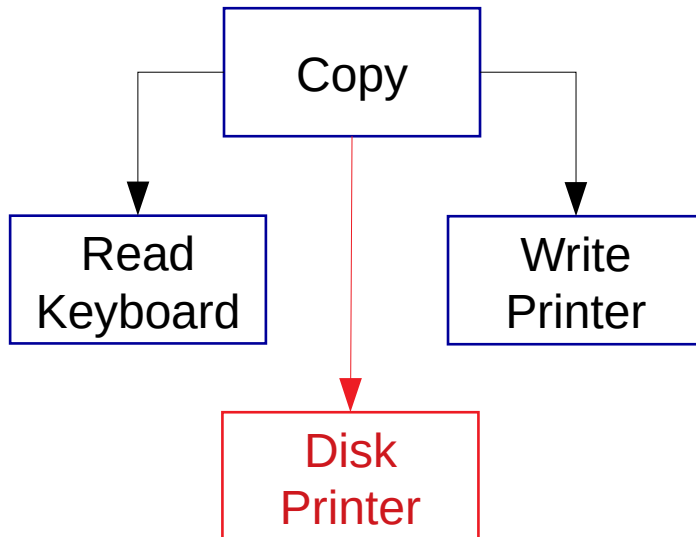 Copy
Read
Keyboard
Write
Printer
Disk
Printer